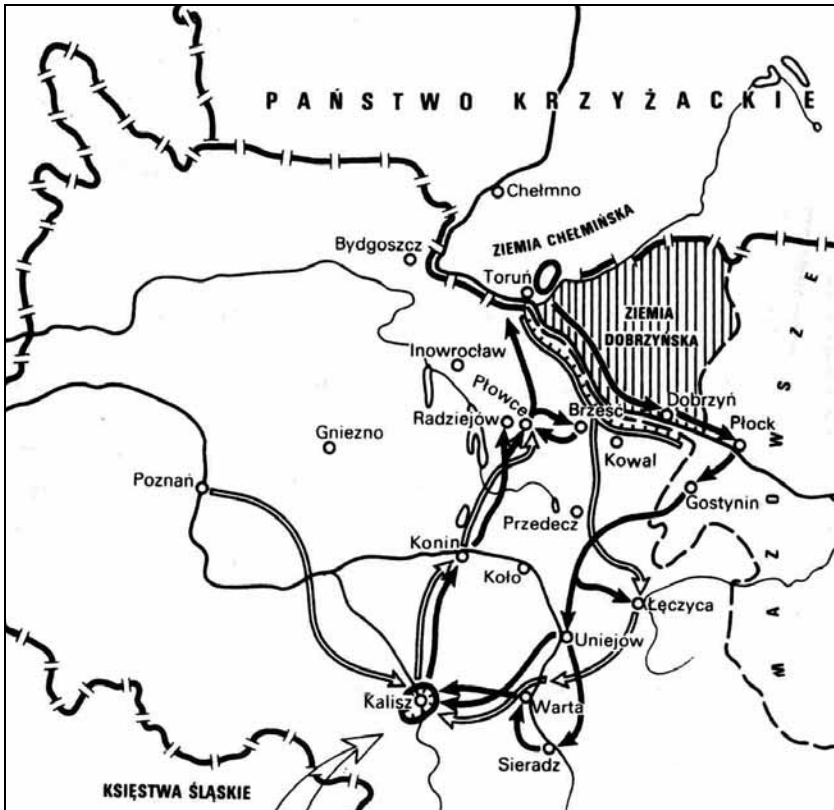 PAŃSTWO KRZYŻACKIE
Chełmno
ZIEMIA CHEŁMIŃSKA
Bydgoszcz
Toruń
ZIEMIA
DOBRZYŃSKA
Inowrocław
Płowce
Radziejów
Brześć
Dobrzyń
Płock
Gniezno
Kowal
Poznań
Gostynin
Przedecz
Konin
Koło
Łęczyca
Uniejów
Kalisz
Warta
Sieradz
MAZOWSZE
KSIĘSTWA ŚLĄSKIE